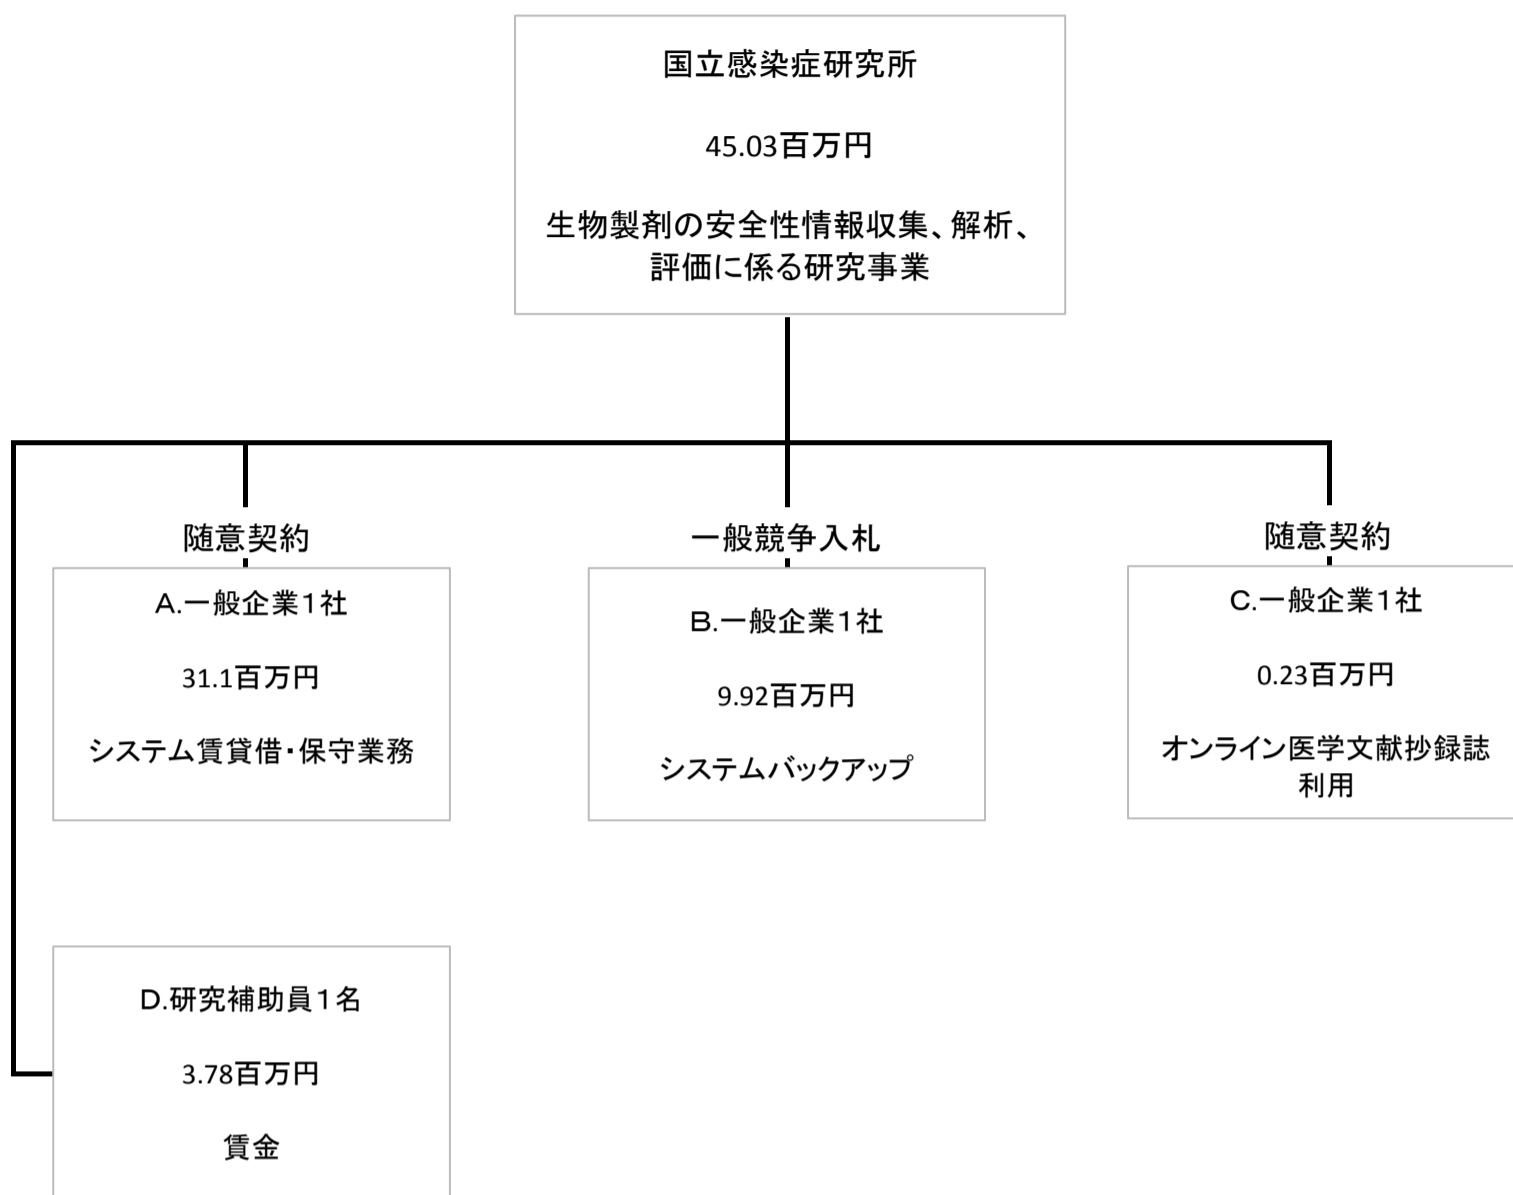 国立感染症研究所
45.03百万円
生物製剤の安全性情報収集、解析、
評価に係る研究事業
随意契約
A.一般企業１社
31.1百万円
システム賃貸借・保守業務
一般競争入札
B.一般企業１社
9.92百万円
システムバックアップ
随意契約
C.一般企業１社
0.23百万円
オンライン医学文献抄録誌
利用
D.研究補助員１名
3.78百万円
賃金